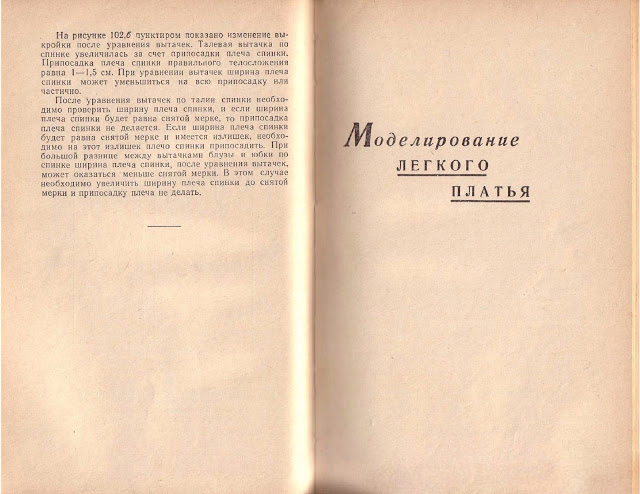 На рисунке 102,б пунктиром показано изменение вы-
кройки после уравнения вытачек. Талевая вытачка по
спинке увеличилась за счет припосадки плеча спинки.
Припосадка плеча спинки правильного телосложения
равна 1—1,5 см. При уравнении вытачек ширина плеча
спинки может уменьшиться на всю припосадку или
частично.
После уравнения вытачек по талии спинки необхо-
димо проверить ширину плеча спинки, и если ширина
плеча спинки будет равна снятой мерке, то припосадка
плеча спинки не делается. Если ширина плеча спинки
будет равна снятой мерке и имеется излишек, необхо-
димо на этот излишек плечо спинки припосадить. При
большой разнице между вытачками блузы и юбки по
спинке ширина плеча спинки, после уравнения вытачек,
может оказаться меньше снятой мерки. В этом случае
необходимо увеличить ширину плеча спинки до снятой
мерки и припосадку плеча не делать.
Моделирование
ЛЕГКОГО
ПЛАТЬЯ